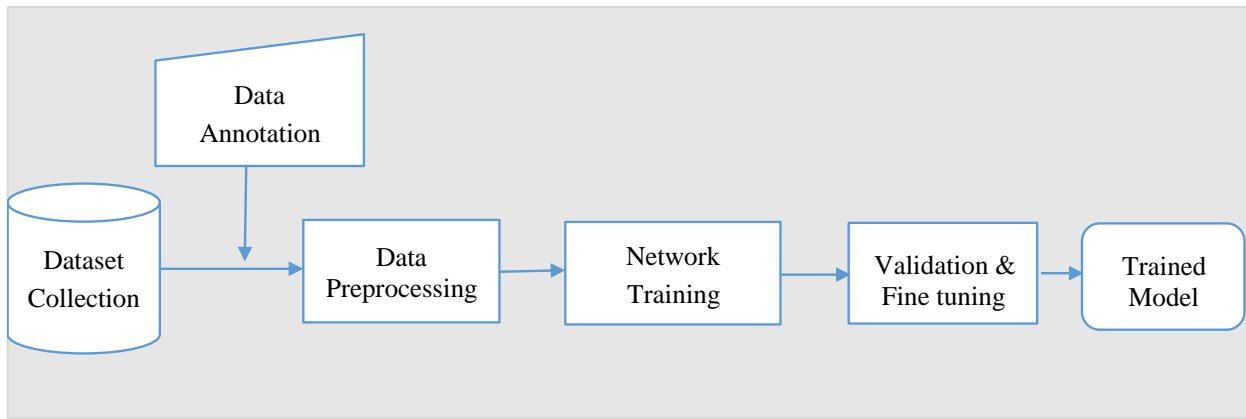 Data
Annotation
Dataset
Collection
Data
Preprocessing
Network
Training
Validation &
Fine tuning
Trained
Model